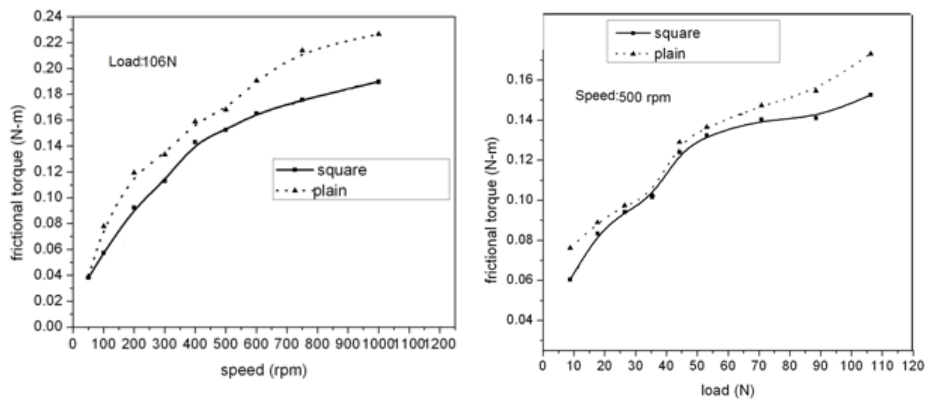 0.24
0.22
0.20
0.18
0.16
0.14
0.12
0.10
0.08
0.06
0.04
0.02
0.00
frictional torque (N-m)
Load:106N
square
plain
100 200 300 400 500 600 700 800 900 1000 1100 1200
speed (rpm)
square
plain
Speed:500 rpm
0.16
0.14
0.12
0.10
0.08
0.06
0.04
frictional torque (N-m)
0 10 20 30 40 50 60 70 80 90 100 110 120
load (N)